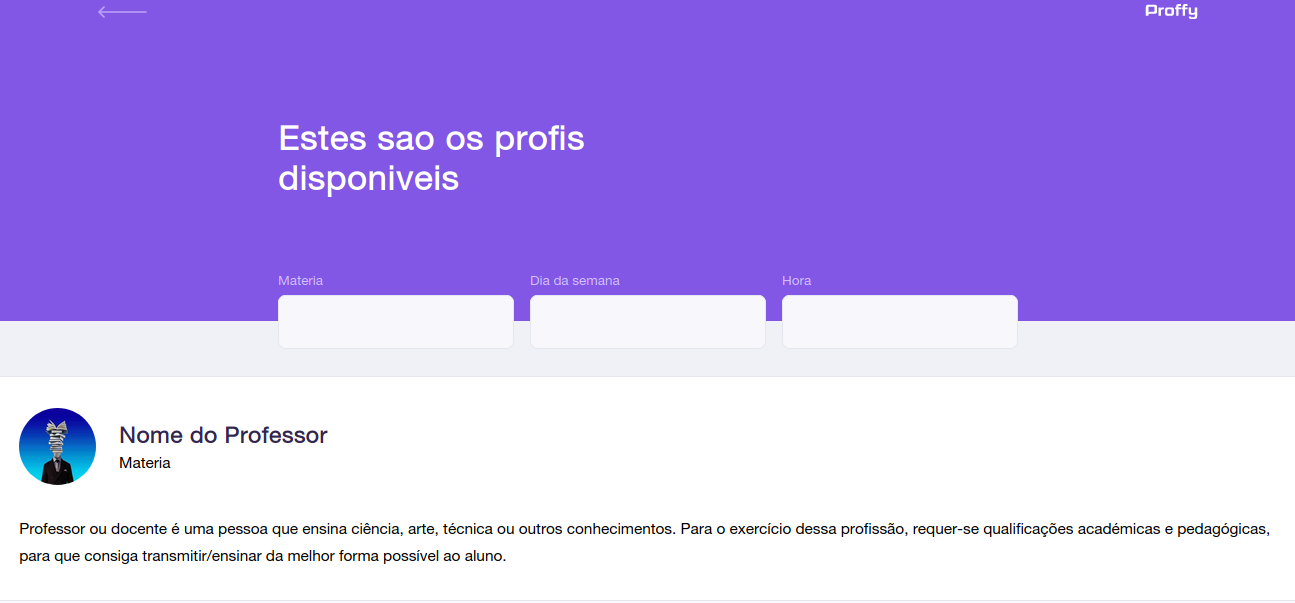 Proffy
Estes sao os profis
disponiveis
Materia
Dia da semana
Hora
Nome do Professor
Materia
Professor ou docente é uma pessoa que ensina ciência, arte, técnica ou outros conhecimentos. Para o exercício dessa profissão, requer-se qualificações académicas e pedagógicas,
para que consiga transmitir/ensinar da melhor forma possível ao aluno.